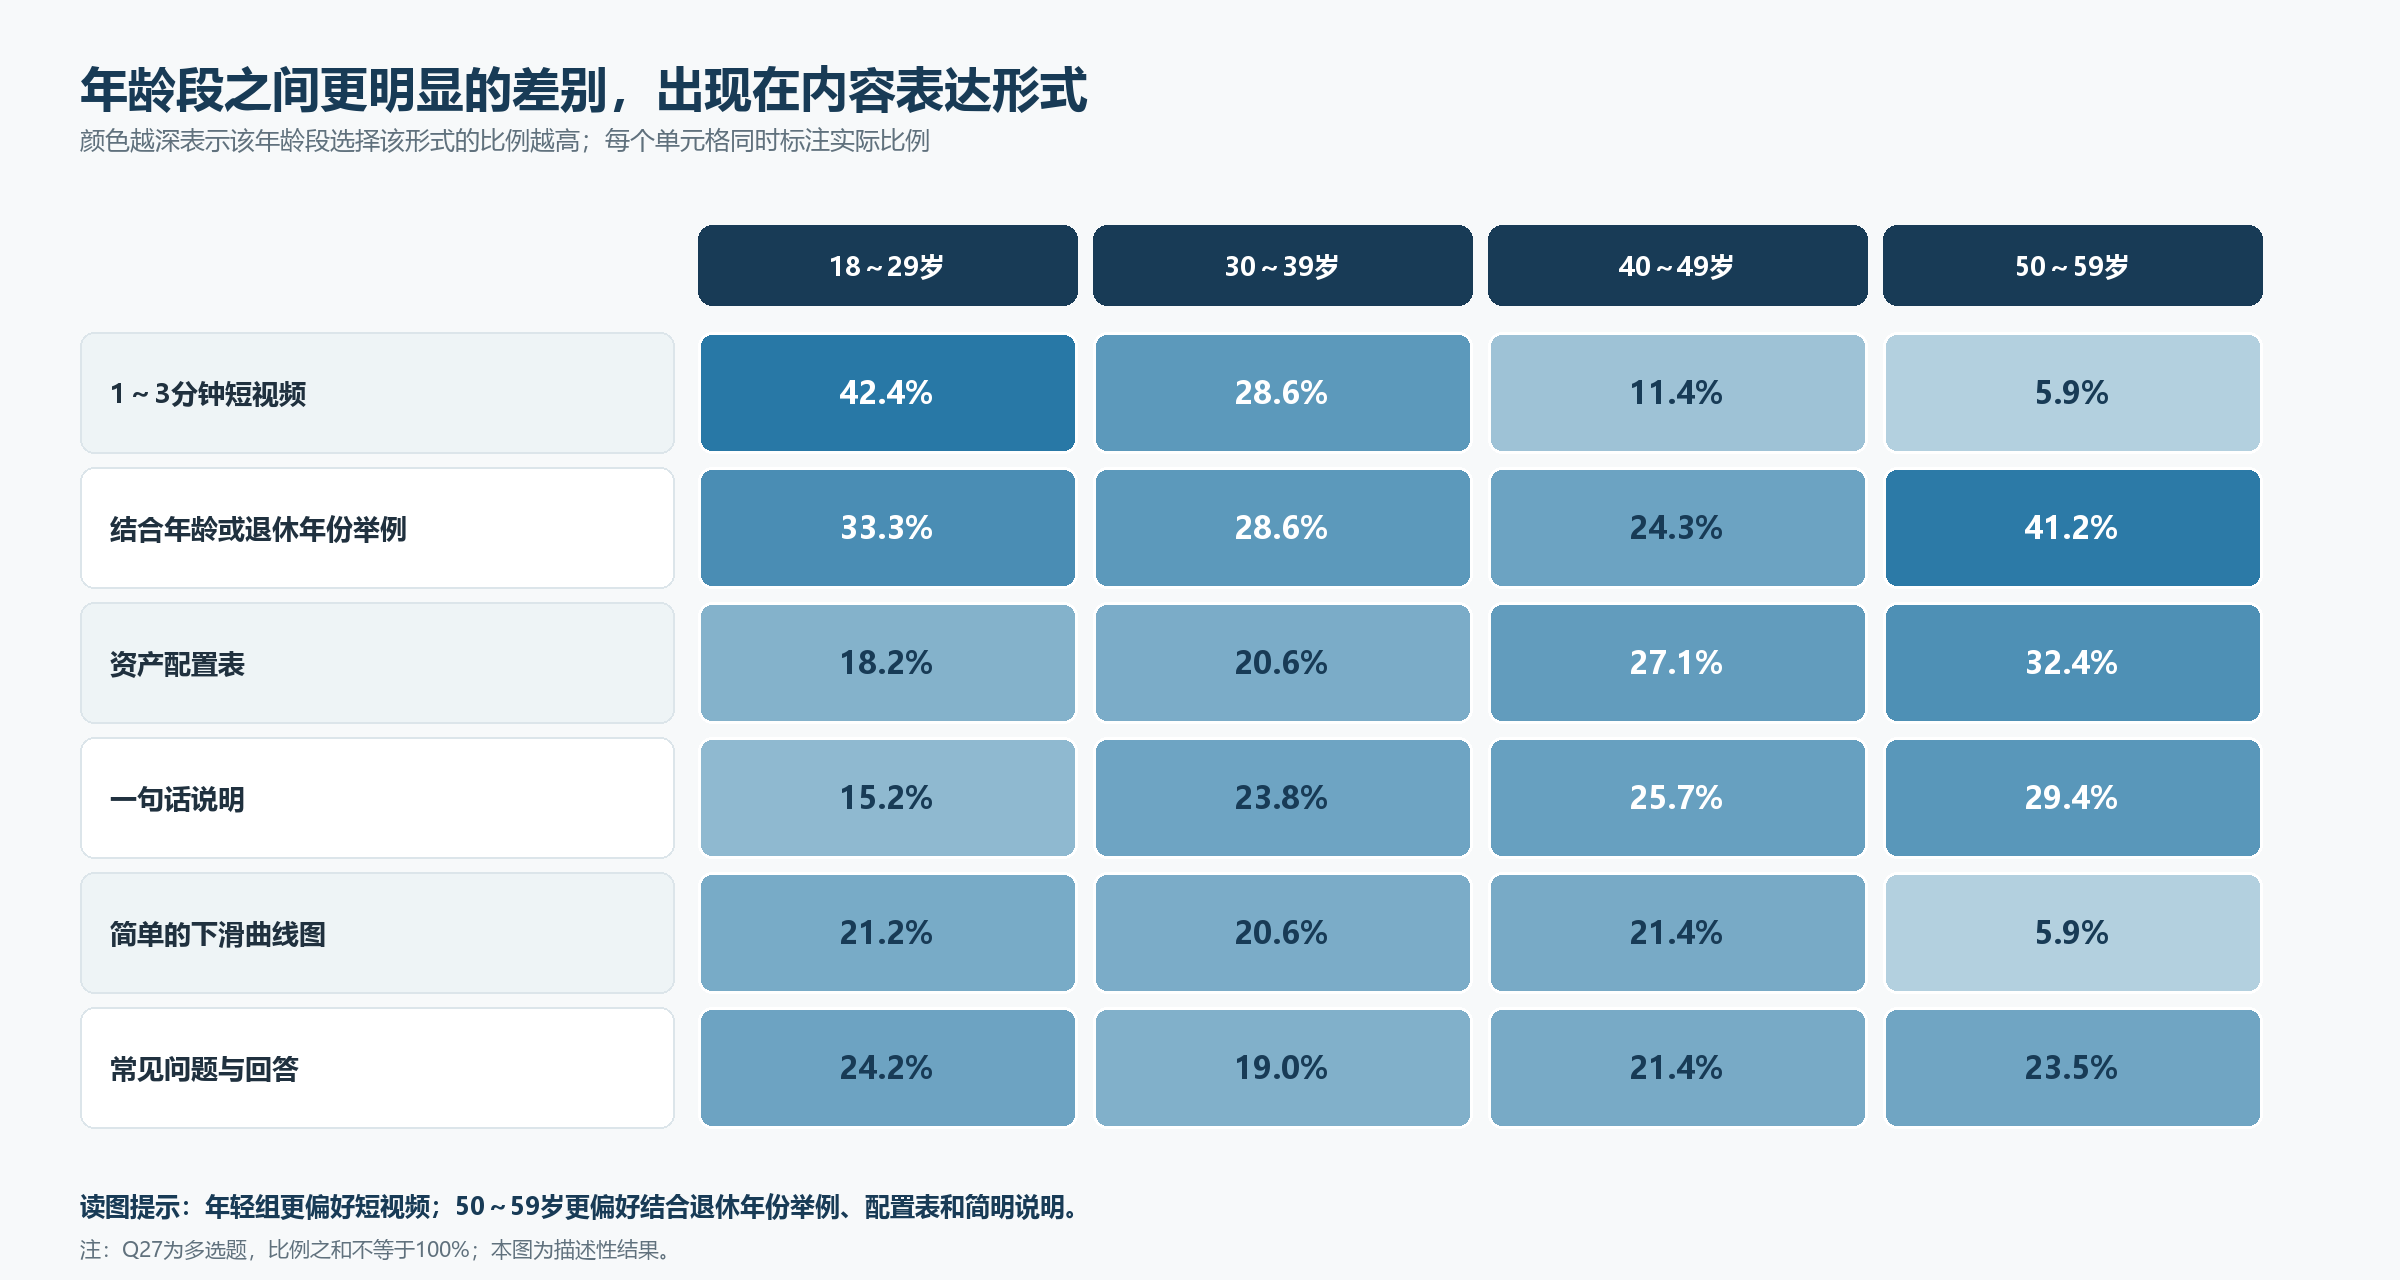 年龄段之间更明显的差别，出现在内容表达形式
颜色越深表示该年龄段选择该形式的比例越高；每个单元格同时标注实际比例
18～29岁 30～39岁 40～49岁 50～59岁
1～3分钟短视频 42.4% 28.6% 11.4% 5.9%
结合年龄或退休年份举例 33.3% 28.6% 24.3% 41.2%
资产配置表 18.2% 20.6% 27.1% 32.4%
一句话说明 15.2% 23.8% 25.7% 29.4%
简单的下滑曲线图 21.2% 20.6% 21.4% 5.9%
常见问题与回答 24.2% 19.0% 21.4% 23.5%
读图提示：年轻组更偏好短视频；50～59岁更偏好结合退休年份举例、配置表和简明说明。
注：Q27为多选题，比例之和不等于100%；本图为描述性结果。